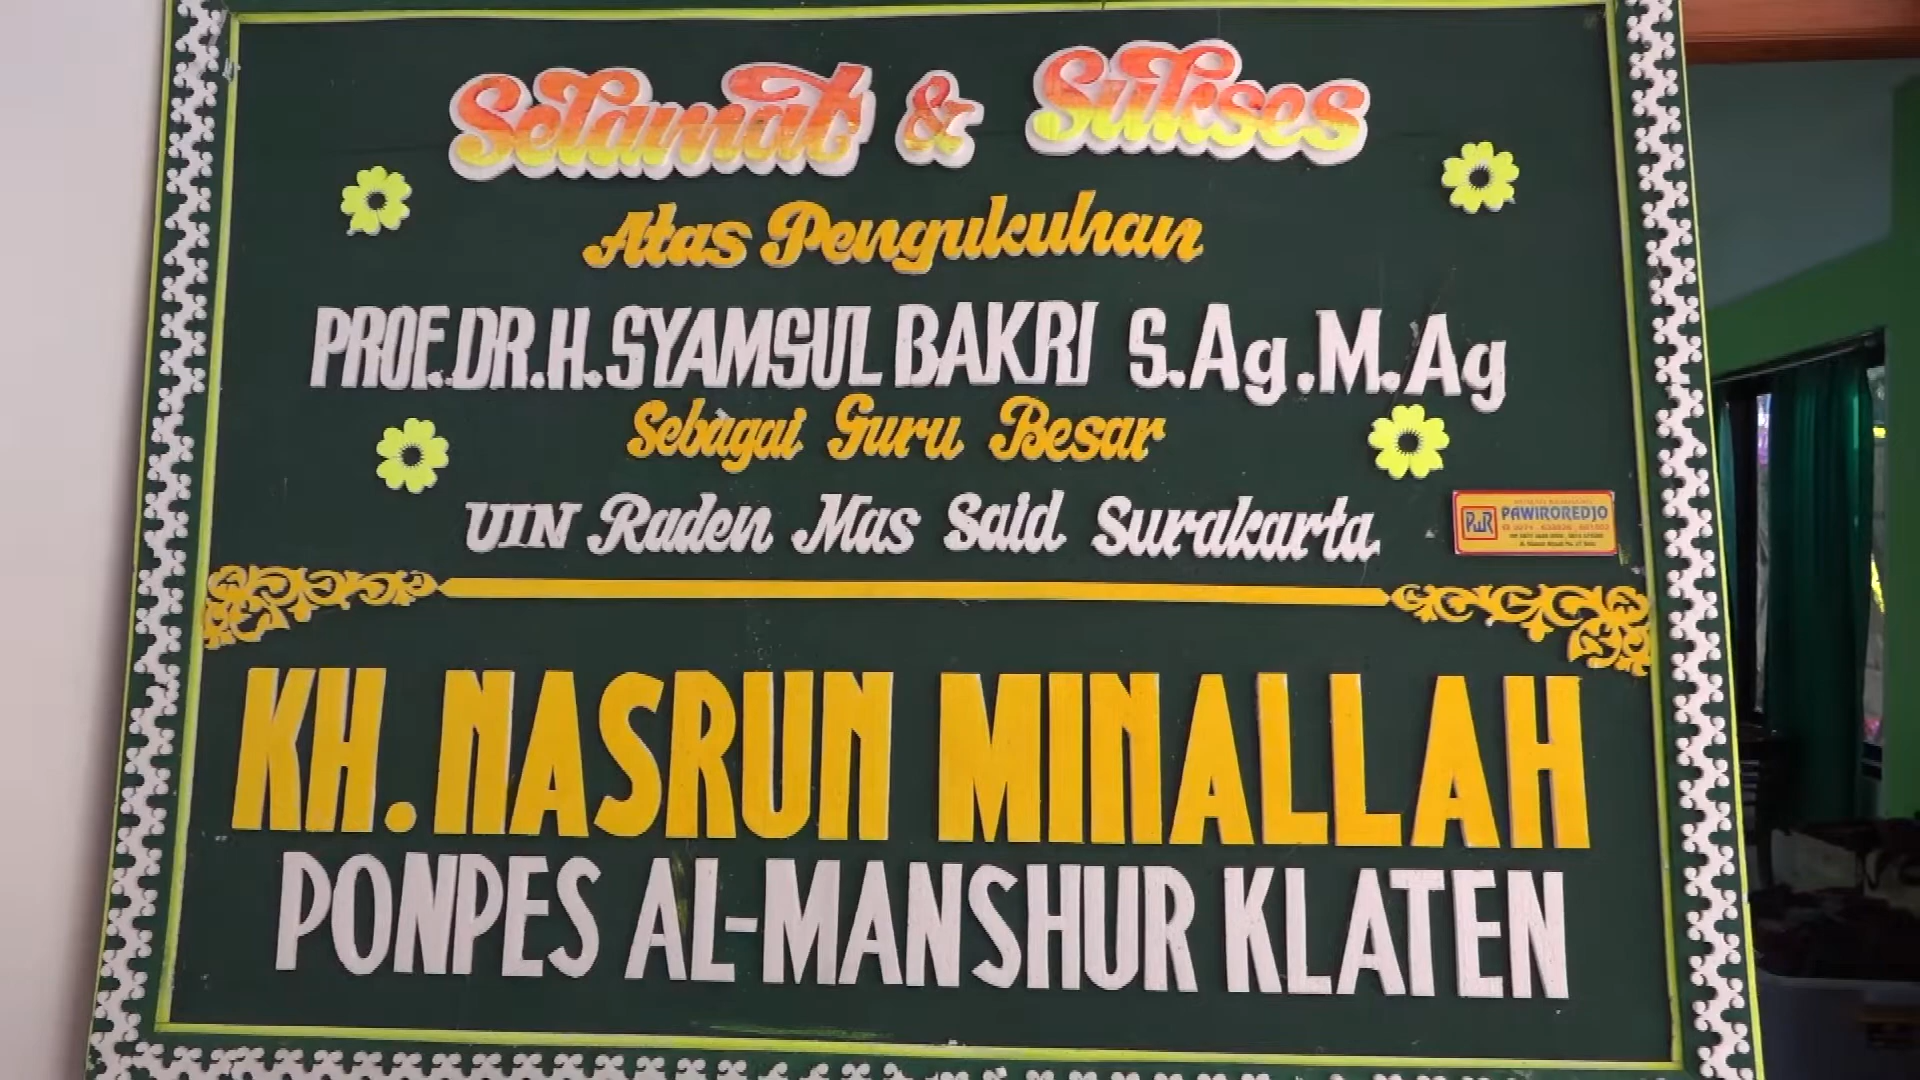 Selamat & Sukses
Atas Pengukuhan
PROF.DR.H.SYAMSUL BAKRI S.Ag.M.Ag
Sebagai Guru Besar
UIN Raden Mas Said Surakarta
PWR PAWIROREDJO
KH. NASRUN MINALLAH
PONPES AL-MANSHUR KLATEN